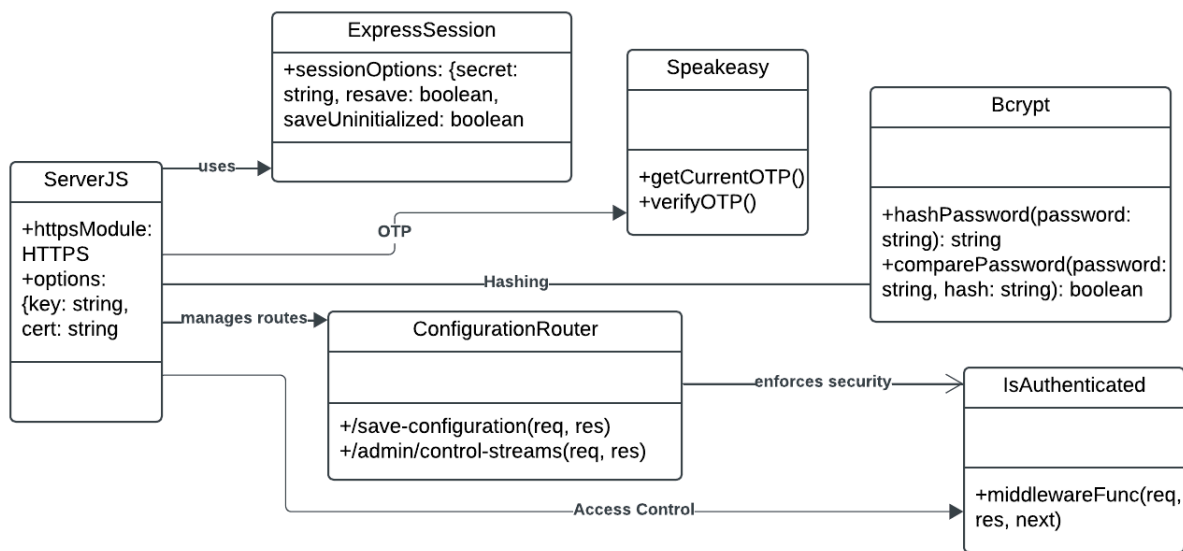 ExpressSession
+sessionOptions: {secret:
string, resave: boolean,
saveUninitialized: boolean
Speakeasy
+getCurrentOTP()
+verifyOTP()
Bcrypt
+hashPassword(password:
string): string
+comparePassword(password:
string, hash: string): boolean
ServerJS
+httpsModule:
HTTPS
+options:
{key: string,
cert: string
uses
OTP
Hashing
manages routes
ConfigurationRouter
+/save-configuration(req, res)
+/admin/control-streams(req, res)
enforces security
IsAuthenticated
+middlewareFunc(req,
res, next)
Access Control